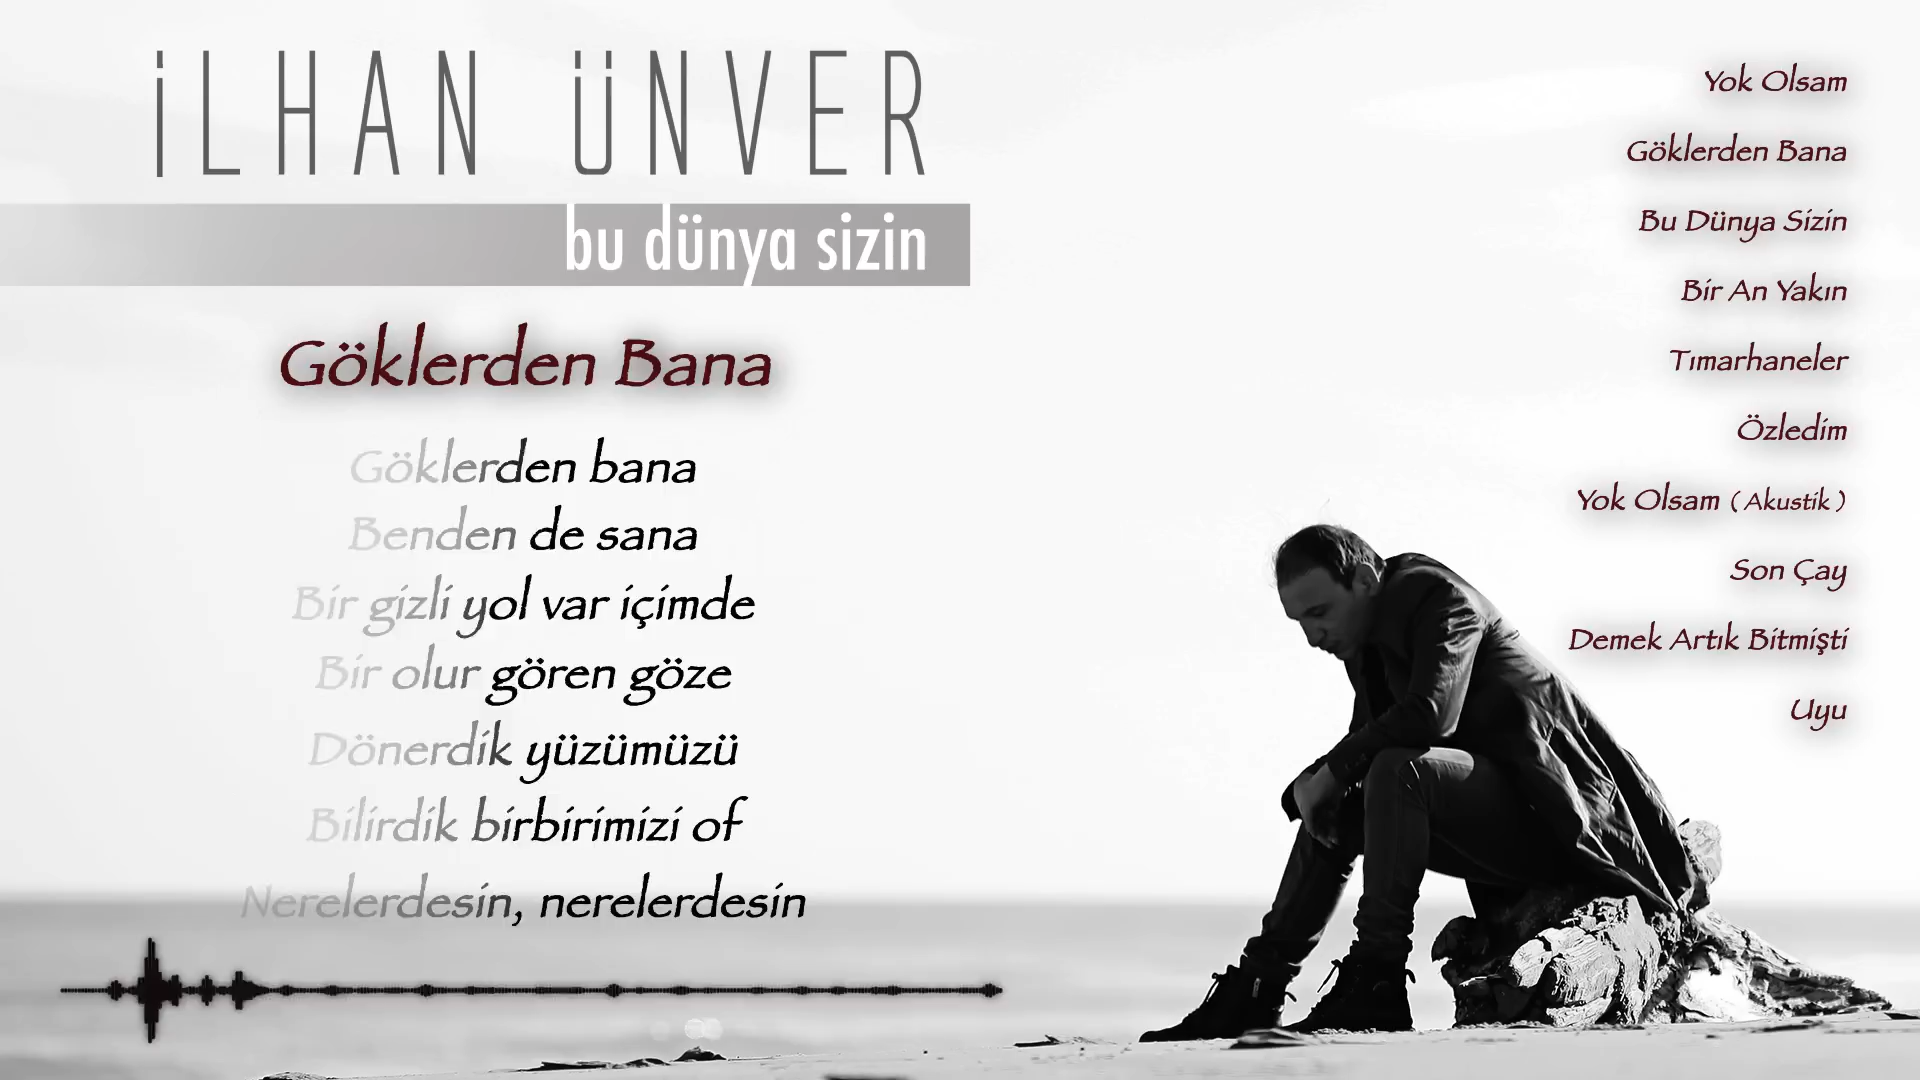 iLHAN ÜNVER
bu dünya sizin
Göklerden Bana
Göklerden bana
Benden de sana
Bir gizli yol var içimde
Bir olur gören göze
Dönerdik yüzümüzü
Bilirdik birbirimizi of
Nerelerdesin, nerelerdesin
Yok Olsam
Göklerden Bana
Bu Dünya Sizin
Bir An Yakın
Tımarhaneler
Özledim
Yok Olsam ( Akustik )
Son Çay
Demek Artık Bitmişti
Uyu